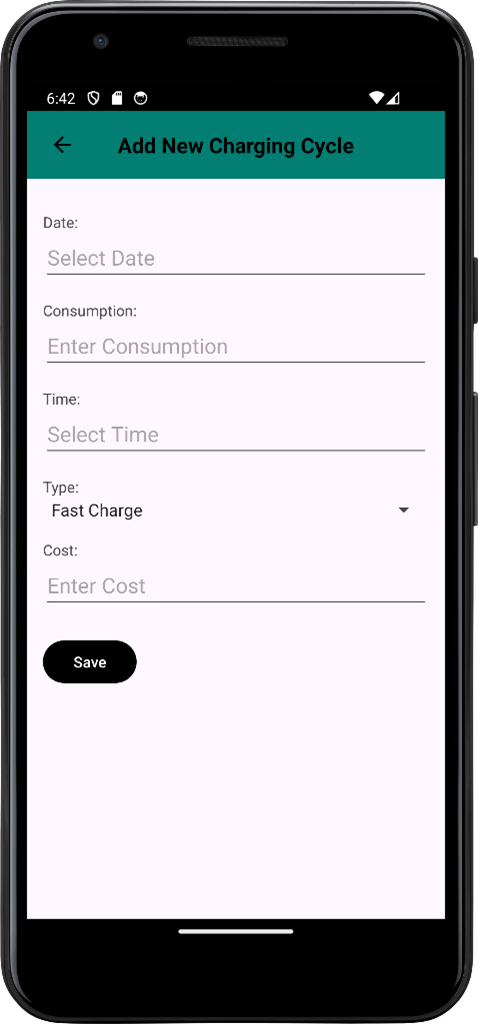 6:42
Add New Charging Cycle
Date:
Select Date
Consumption:
Enter Consumption
Time:
Select Time
Type:
Fast Charge
Cost:
Enter Cost
Save